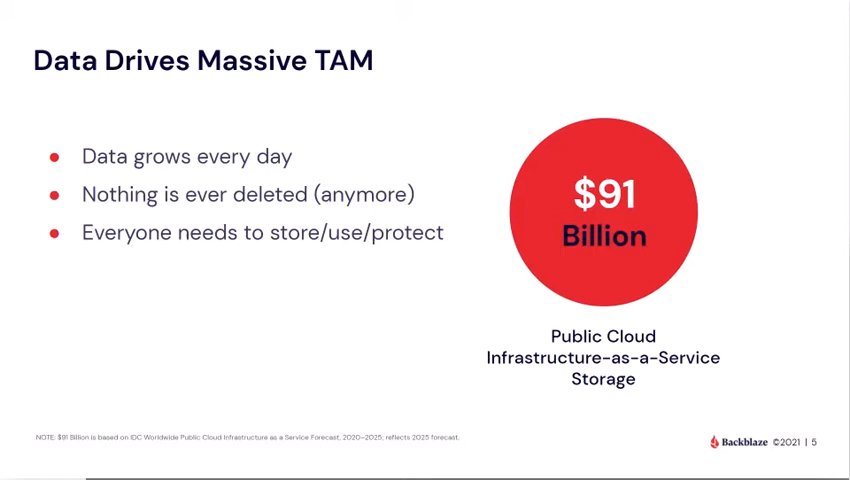 Data Drives Massive TAM
● Data grows every day
● Nothing is ever deleted (anymore)
● Everyone needs to store/use/protect
$91
Billion
Public Cloud
Infrastructure-as-a-Service
Storage
NOTE: $91 Billion is based on IDC Worldwide Public Cloud Infrastructure as a Service Forecast, 2020–2025; reflects 2025 forecast.
Backblaze ©2021 | 5